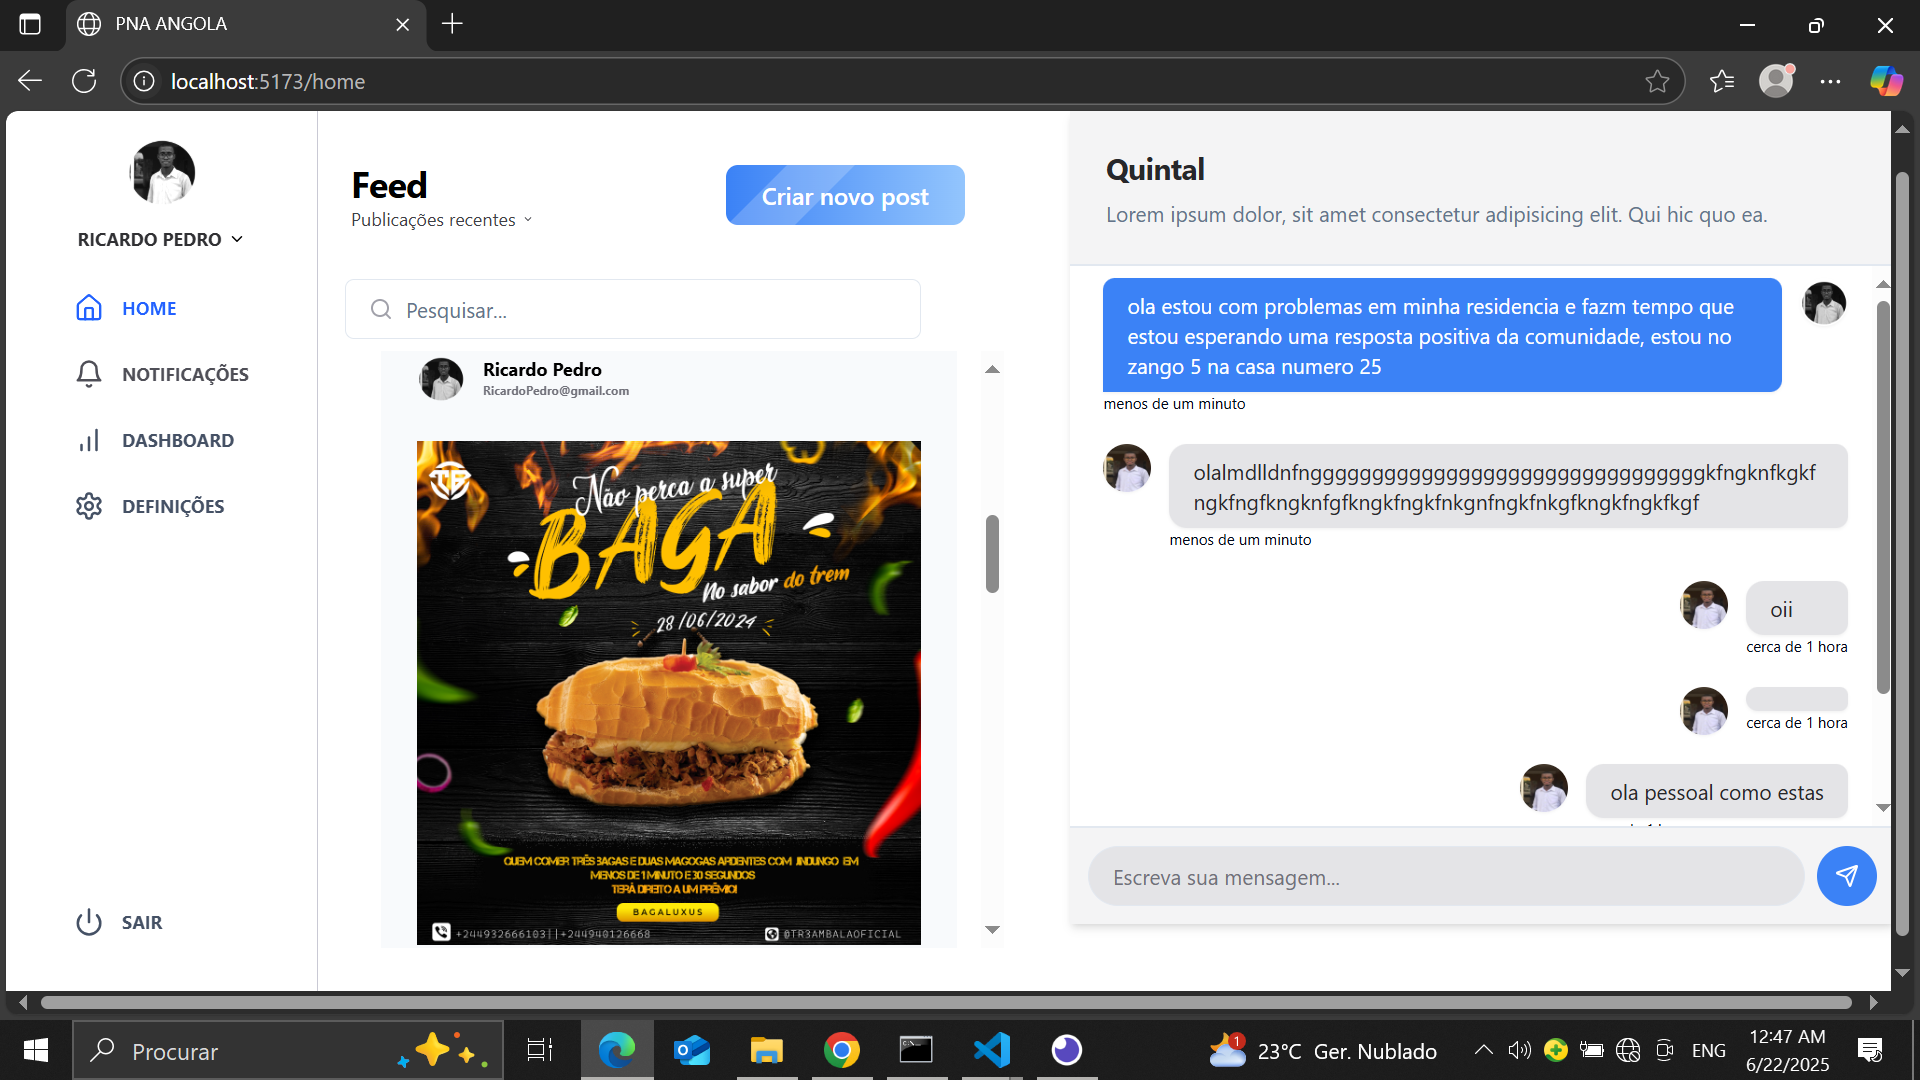 PNA ANGOLA
localhost:5173/home
RICARDO PEDRO
HOME
NOTIFICAÇÕES
DASHBOARD
DEFINIÇÕES
SAIR
Feed
Publicações recentes
Criar novo post
Pesquisar...
Ricardo Pedro
RicardoPedro@gmail.com
Não perca a super
BAGA
No sabor do trem
28/06/2024
QUEM COMER TRÊS BAGAS E DUAS MAGOGAS ARDENTES COM JINDUNGO EM
MENOS DE 1 MINUTO E 30 SEGUNDOS
TERÁ DIREITO A UM PRÊMIO!
BAGALUXUS
+244932666103||+244940126668
@TR3AMBALAOFICIAL
Quintal
Lorem ipsum dolor, sit amet consectetur adipisicing elit. Qui hic quo ea.
ola estou com problemas em minha residencia e fazm tempo que
estou esperando uma resposta positiva da comunidade, estou no
zango 5 na casa numero 25
menos de um minuto
olalmdlldnfngggggggggggggggggggggggggggggggggkfngknfkgkf
ngkfngfkngknfgfkngkfngkfnkgnfngkfnkgfkngkfngkfkgf
menos de um minuto
oii
cerca de 1 hora
cerca de 1 hora
ola pessoal como estas
Escreva sua mensagem...
Procurar
1
23°C Ger. Nublado
ENG
12:47 AM
6/22/2025